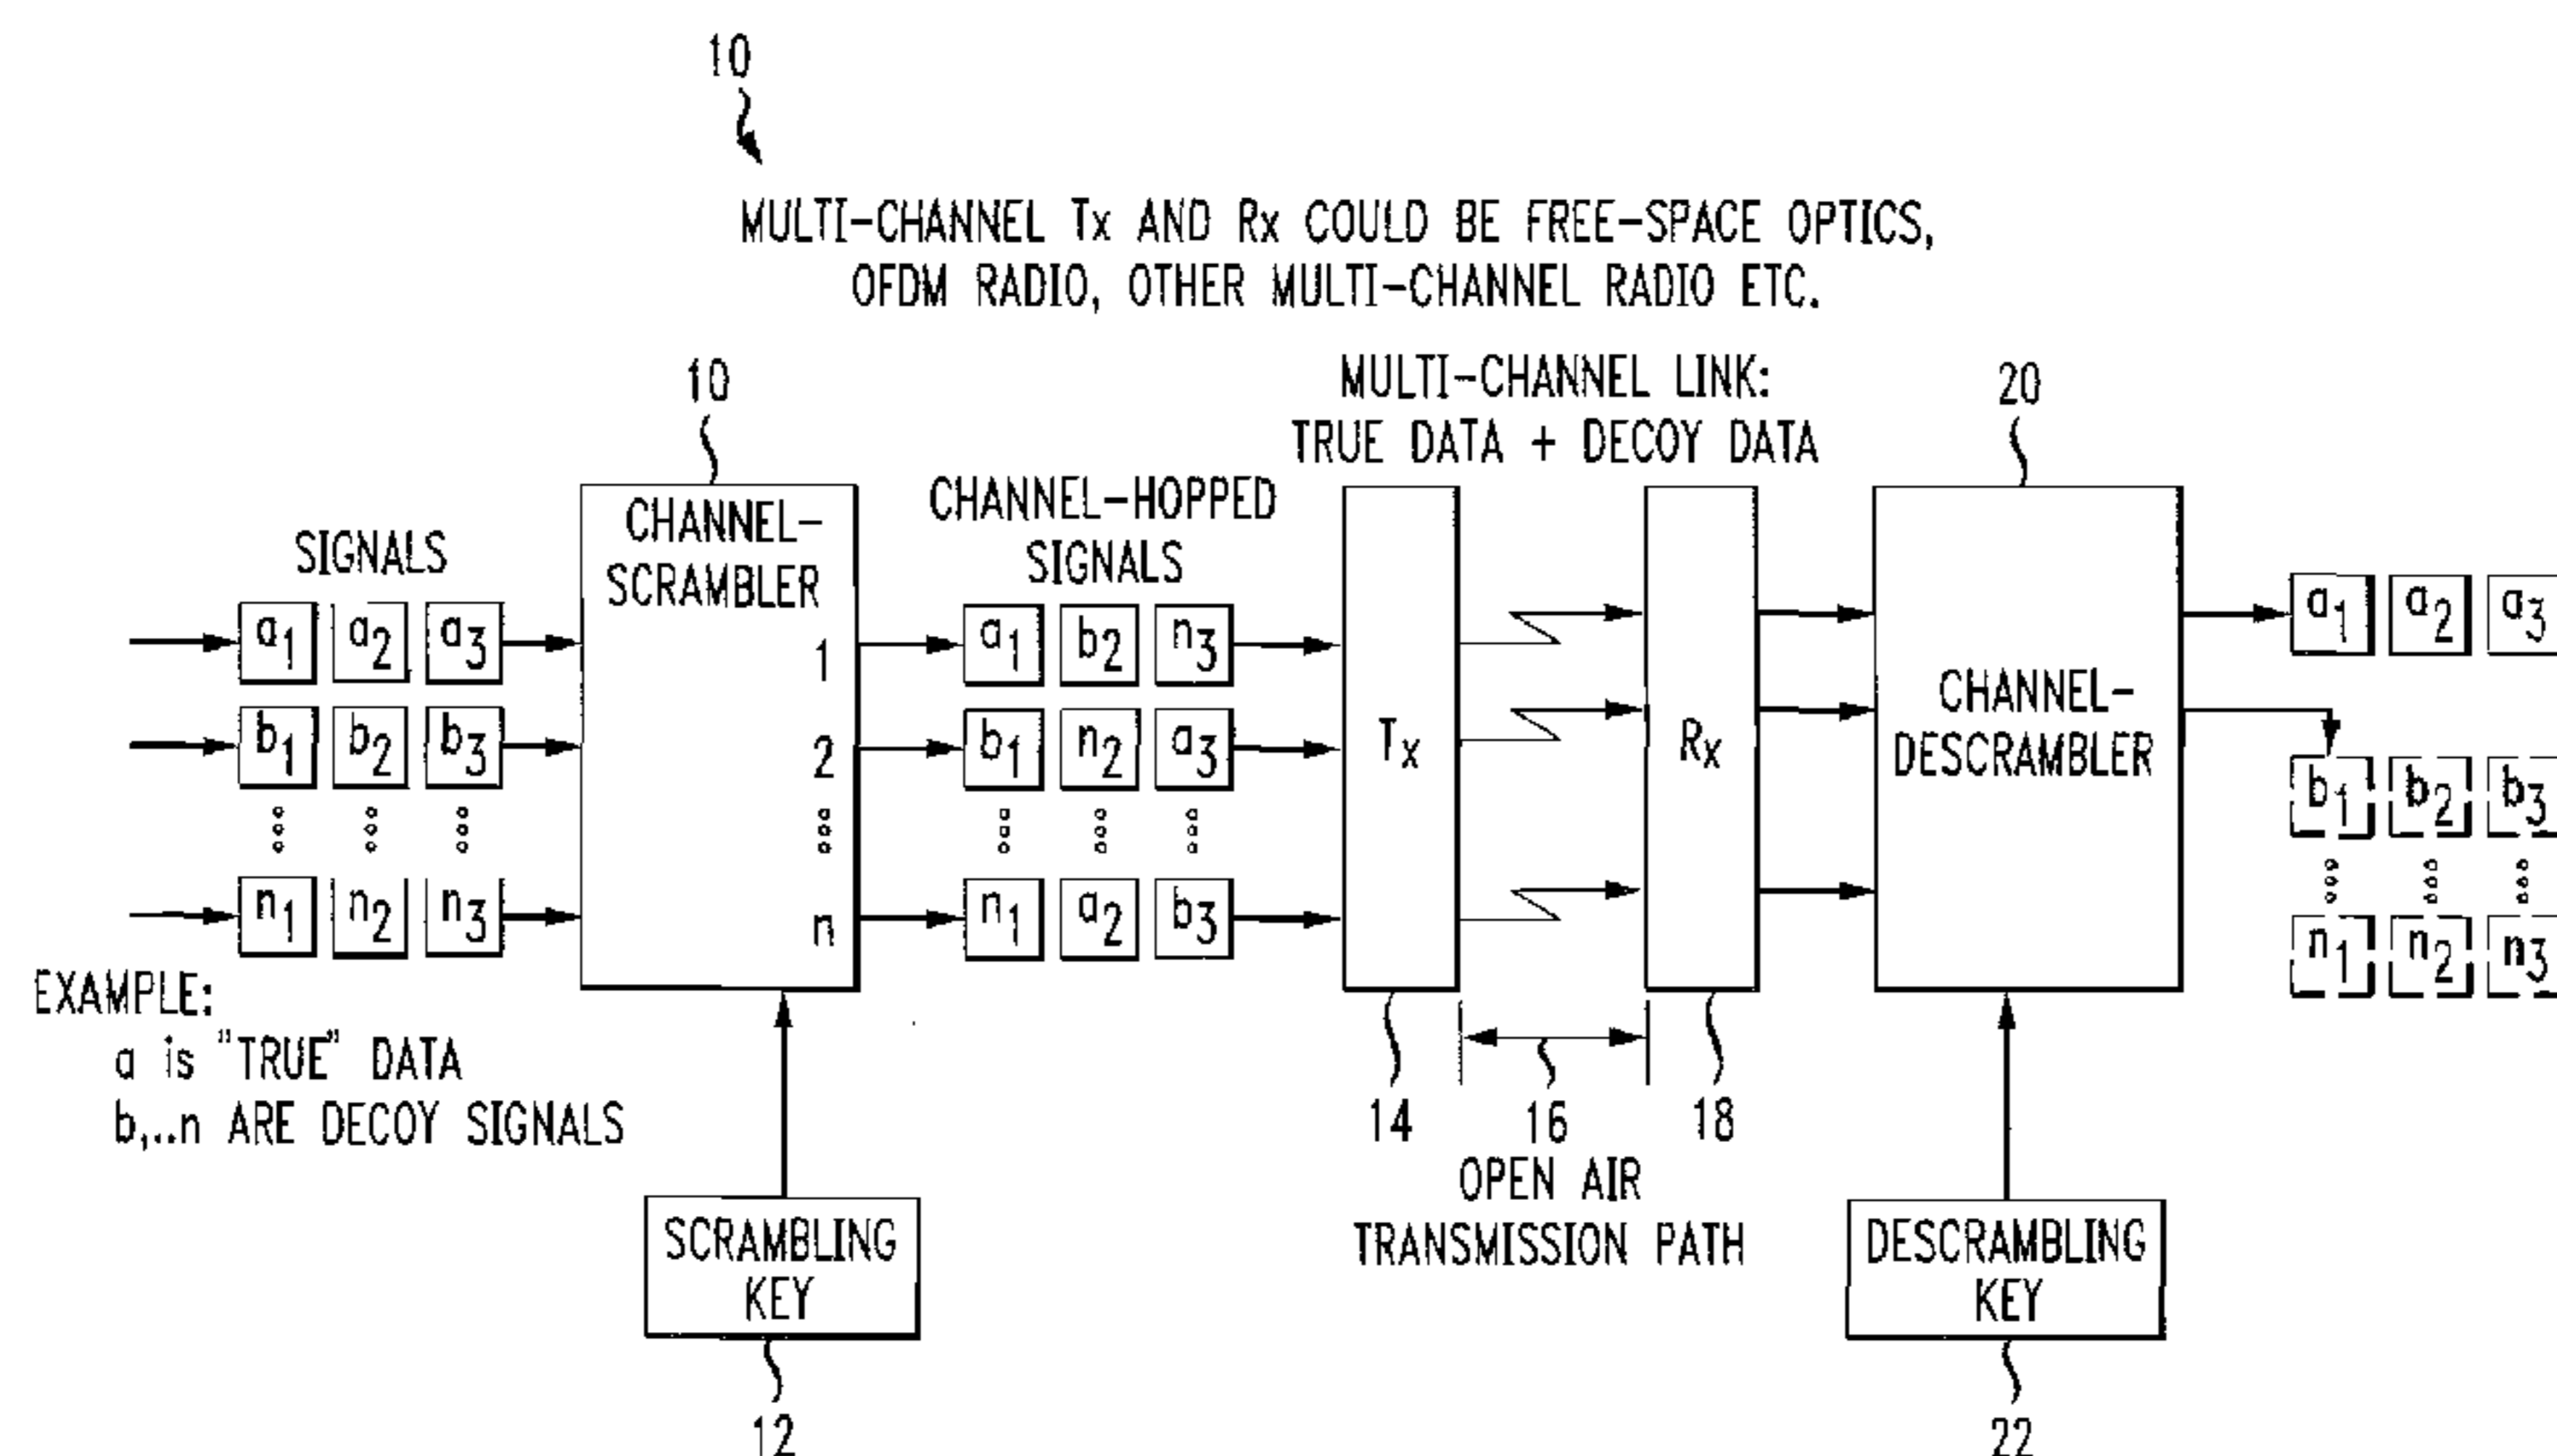 10
MULTI-CHANNEL Tx AND Rx COULD BE FREE-SPACE OPTICS,
OFDM RADIO, OTHER MULTI-CHANNEL RADIO ETC.
MULTI-CHANNEL LINK:
TRUE DATA + DECOY DATA
10
20
SIGNALS
CHANNEL-
SCRAMBLER
CHANNEL-HOPPED
SIGNALS
a1 a2 a3
1
a1 b2 n3
a1 a2 a3
b1 b2 b3
2
b1 n2 a3
Tx
Rx
CHANNEL-
DESCRAMBLER
b1 b2 b3
n1 n2 n3
n
n1 a2 b3
n1 n2 n3
EXAMPLE:
a is "TRUE" DATA
b,..n ARE DECOY SIGNALS
14
16
18
OPEN AIR
TRANSMISSION PATH
SCRAMBLING
KEY
DESCRAMBLING
KEY
12
22